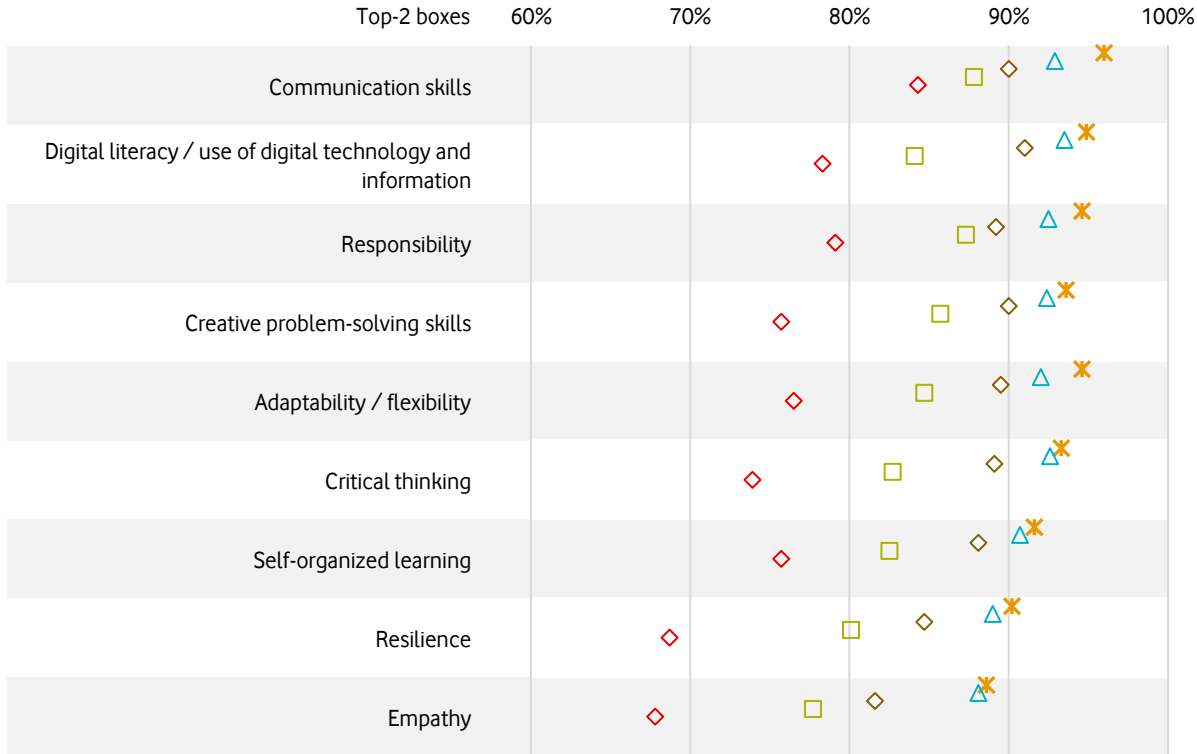 Top-2 boxes 60% 70% 80% 90% 100%
Communication skills
Digital literacy / use of digital technology and
information
Responsibility
Creative problem-solving skills
Adaptability / flexibility
Critical thinking
Self-organized learning
Resilience
Empathy